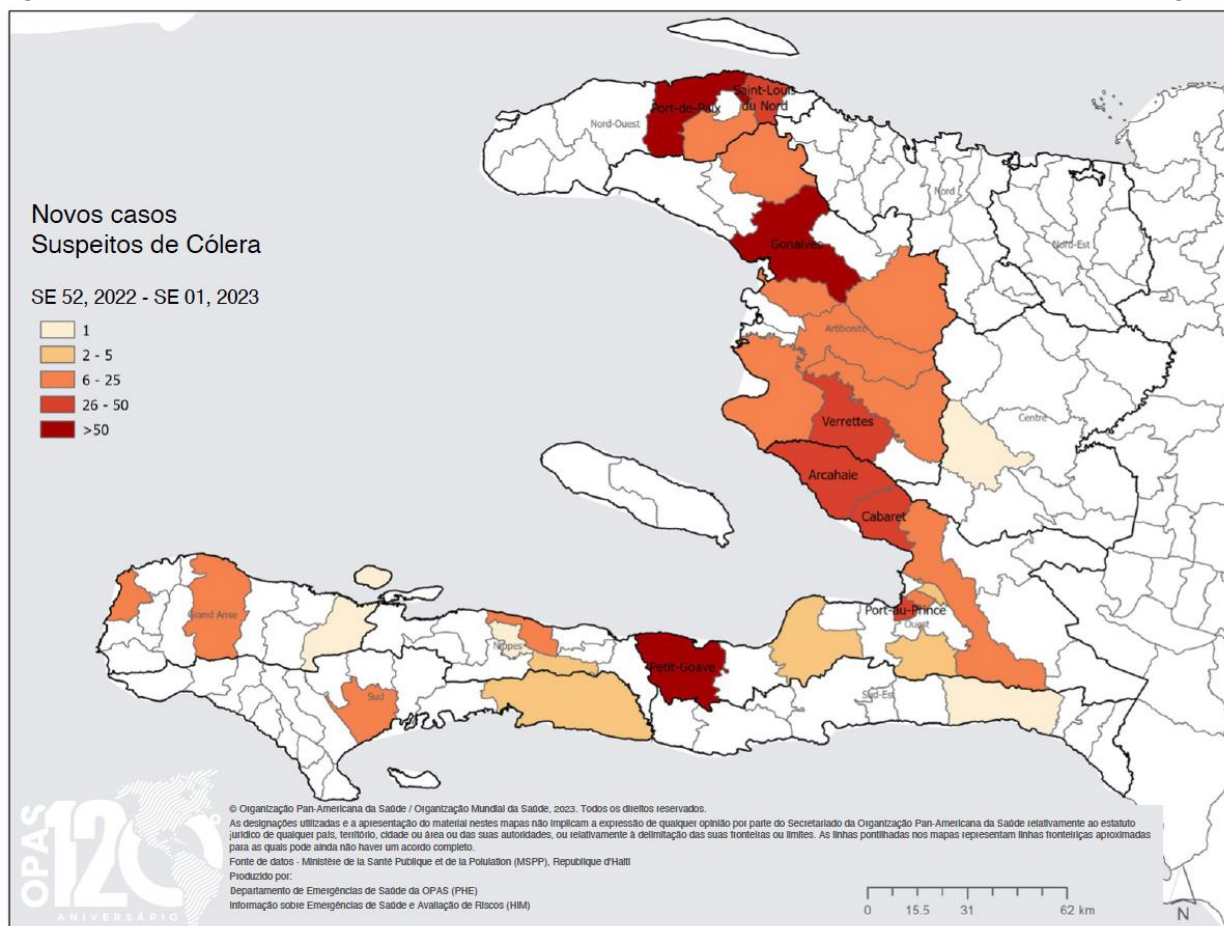 Saint-Louis
du Nord
Port-de-Paix
Nord-Ouest
Nord
Nord-Est
Novos casos
Suspeitos de Cólera
Gonaives
SE 52, 2022 - SE 01, 2023
1
2 - 5
6 - 25
26 - 50
>50
Artibonite
Verrettes
Centre
Arcahaie
Cabaret
Port-au-Prince
Ouest
Grand Anse
Nippes
Petit-Goave
Sud
Sud-Est
OPAS
120
ANIVERSÁRIO
© Organização Pan-Americana da Saúde / Organização Mundial da Saúde, 2023. Todos os direitos reservados.
As designações utilizadas e a apresentação do material nestes mapas não implicam a expressão de qualquer opinião por parte do Secretariado da Organização Pan-Americana da Saúde relativamente ao estatuto
jurídico de qualquer país, território, cidade ou área ou das suas autoridades, ou relativamente à delimitação das suas fronteiras ou limites. As linhas pontilhadas nos mapas representam linhas fronteiriças aproximadas
para as quais pode ainda não haver um acordo completo.
Fonte de datos - Ministère de la Santé Publique et de la Polulation (MSPP), Republique d'Haïti
Produzido por:
Departamento de Emergências de Saúde da OPAS (PHE)
Informação sobre Emergências de Saúde e Avaliação de Riscos (HIM)
0 15.5 31 62 km
N